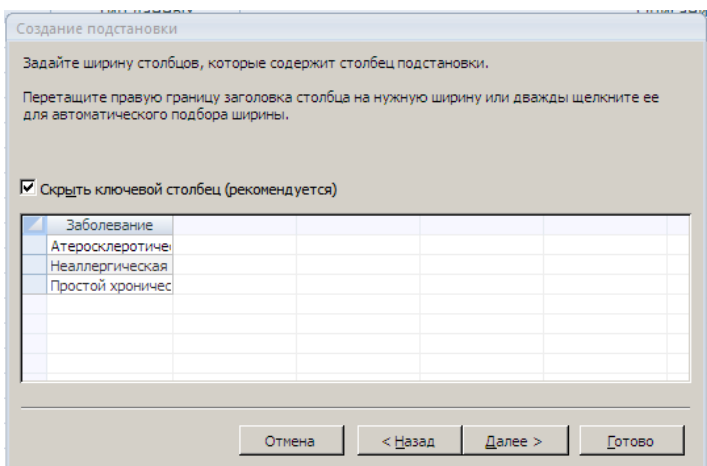 Создание подстановки
Задайте ширину столбцов, которые содержит столбец подстановки.
Перетащите правую границу заголовка столбца на нужную ширину или дважды щелкните ее
для автоматического подбора ширины.
Скрыть ключевой столбец (рекомендуется)
Заболевание
Атеросклеротиче
Неаллергическая
Простой хроничес
Отмена
< Назад
Далее >
Готово